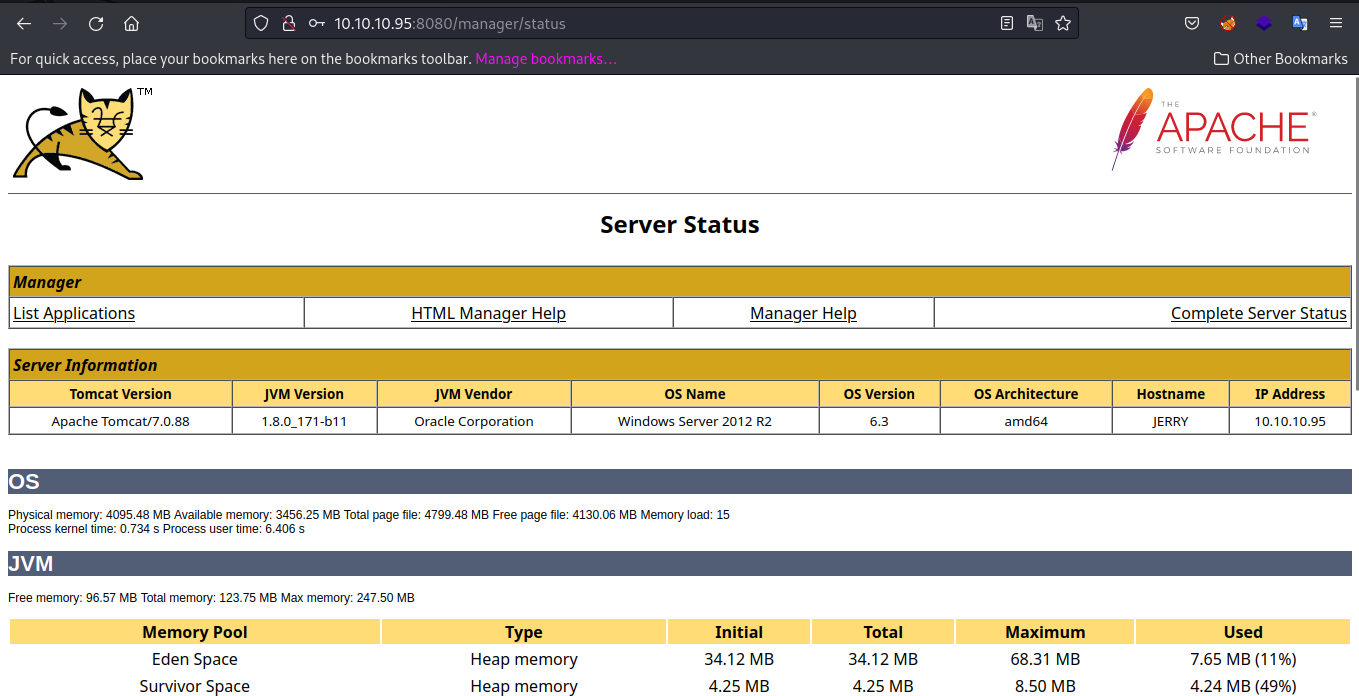 10.10.10.95:8080/manager/status
For quick access, place your bookmarks here on the bookmarks toolbar. Manage bookmarks… Other Bookmarks
TM
THE
APACHE®
SOFTWARE FOUNDATION
Server Status
Manager
List Applications HTML Manager Help Manager Help Complete Server Status
Server Information
Tomcat Version JVM Version JVM Vendor OS Name OS Version OS Architecture Hostname IP Address
Apache Tomcat/7.0.88 1.8.0_171-b11 Oracle Corporation Windows Server 2012 R2 6.3 amd64 JERRY 10.10.10.95
OS
Physical memory: 4095.48 MB Available memory: 3456.25 MB Total page file: 4799.48 MB Free page file: 4130.06 MB Memory load: 15
Process kernel time: 0.734 s Process user time: 6.406 s
JVM
Free memory: 96.57 MB Total memory: 123.75 MB Max memory: 247.50 MB
Memory Pool Type Initial Total Maximum Used
Eden Space Heap memory 34.12 MB 34.12 MB 68.31 MB 7.65 MB (11%)
Survivor Space Heap memory 4.25 MB 4.25 MB 8.50 MB 4.24 MB (49%)